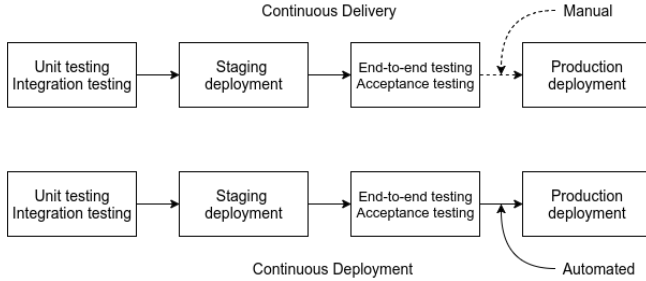 Continuous Delivery
Manual
Unit testing
Integration testing
Staging
deployment
End-to-end testing
Acceptance testing
Production
deployment
Unit testing
Integration testing
Staging
deployment
End-to-end testing
Acceptance testing
Production
deployment
Continuous Deployment
Automated